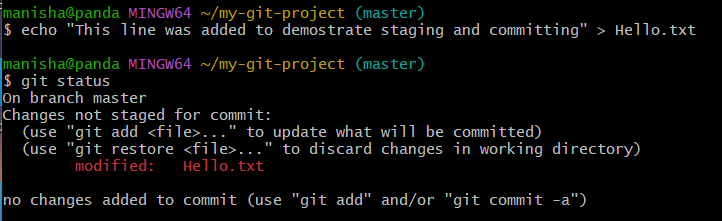 manisha@panda MINGW64 ~/my-git-project (master)
$ echo "This line was added to demostrate staging and committing" > Hello.txt
manisha@panda MINGW64 ~/my-git-project (master)
$ git status
On branch master
Changes not staged for commit:
  (use "git add <file>..." to update what will be committed)
  (use "git restore <file>..." to discard changes in working directory)
        modified:   Hello.txt
no changes added to commit (use "git add" and/or "git commit -a")